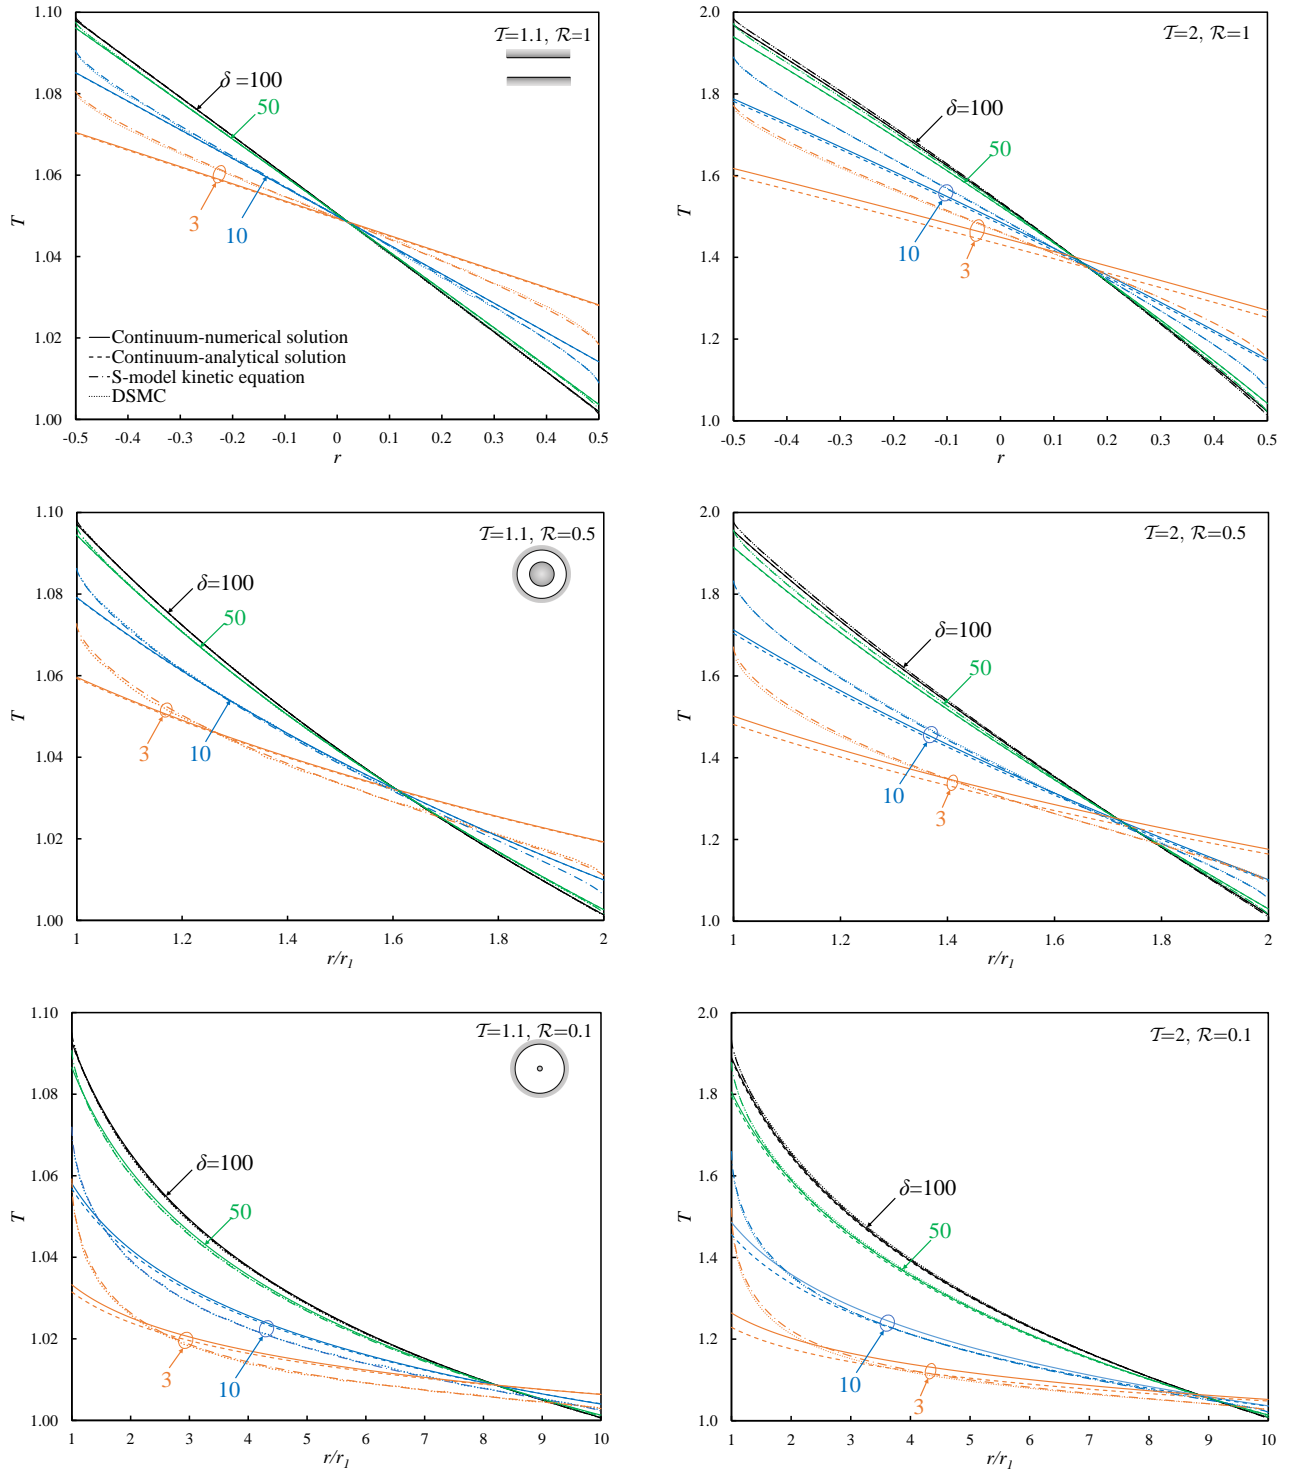 1.10
1.08
1.06
1.04
1.02
1.00
T
𝒯=1.1, ℛ=1
δ =100
50
10
3
Continuum-numerical solution
Continuum-analytical solution
S-model kinetic equation
DSMC
-0.5 -0.4 -0.3 -0.2 -0.1 0 0.1 0.2 0.3 0.4 0.5
r
2.0
1.8
1.6
1.4
1.2
1.0
T
𝒯=2, ℛ=1
δ=100
50
10
3
-0.5 -0.4 -0.3 -0.2 -0.1 0 0.1 0.2 0.3 0.4 0.5
r
1.10
1.08
1.06
1.04
1.02
1.00
T
𝒯=1.1, ℛ=0.5
δ=100
50
10
3
1 1.2 1.4 1.6 1.8 2
r/r1
2.0
1.8
1.6
1.4
1.2
1.0
T
𝒯=2, ℛ=0.5
δ=100
50
10
3
1 1.2 1.4 1.6 1.8 2
r/r1
1.10
1.08
1.06
1.04
1.02
1.00
T
𝒯=1.1, ℛ=0.1
δ=100
50
10
3
1 2 3 4 5 6 7 8 9 10
r/r1
2.0
1.8
1.6
1.4
1.2
1.0
T
𝒯=2, ℛ=0.1
δ=100
50
10
3
1 2 3 4 5 6 7 8 9 10
r/r1